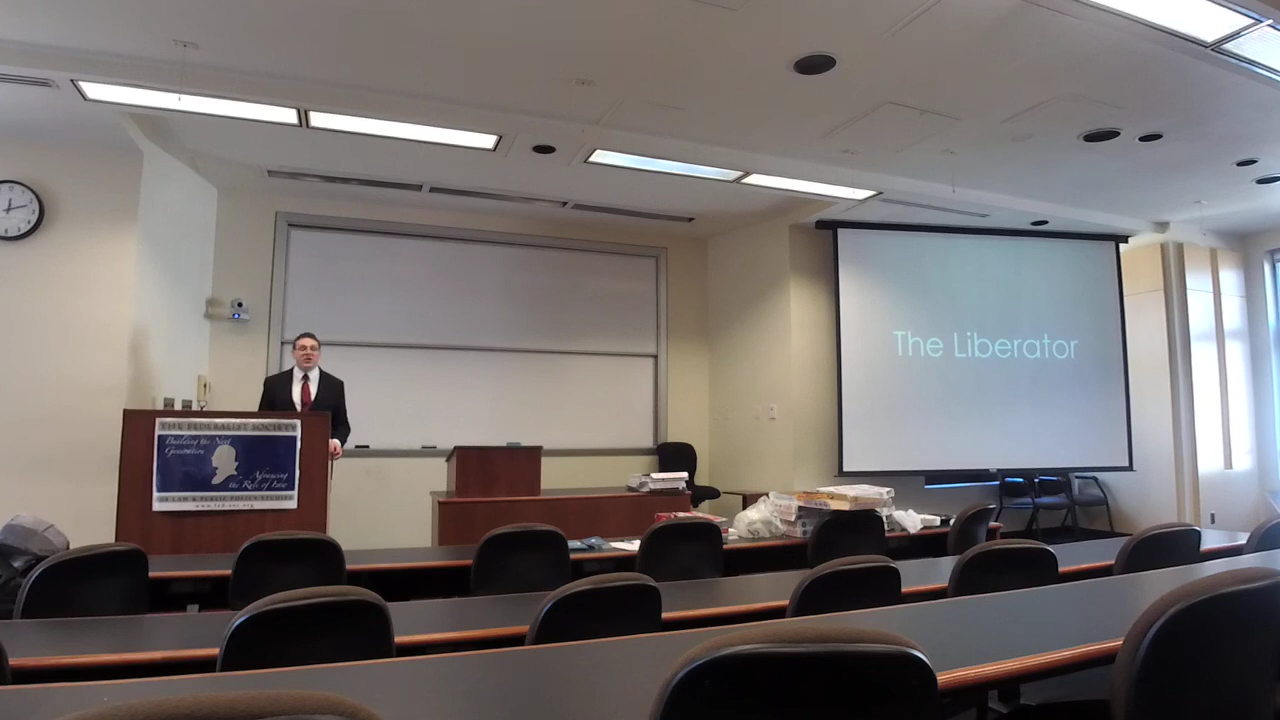 THE FEDERALIST SOCIETY
Building the Next
Generation
Advancing
the Rule of Law
OR LAW & PUBLIC POLICY STUDIES
www.fed-soc.org
The Liberator